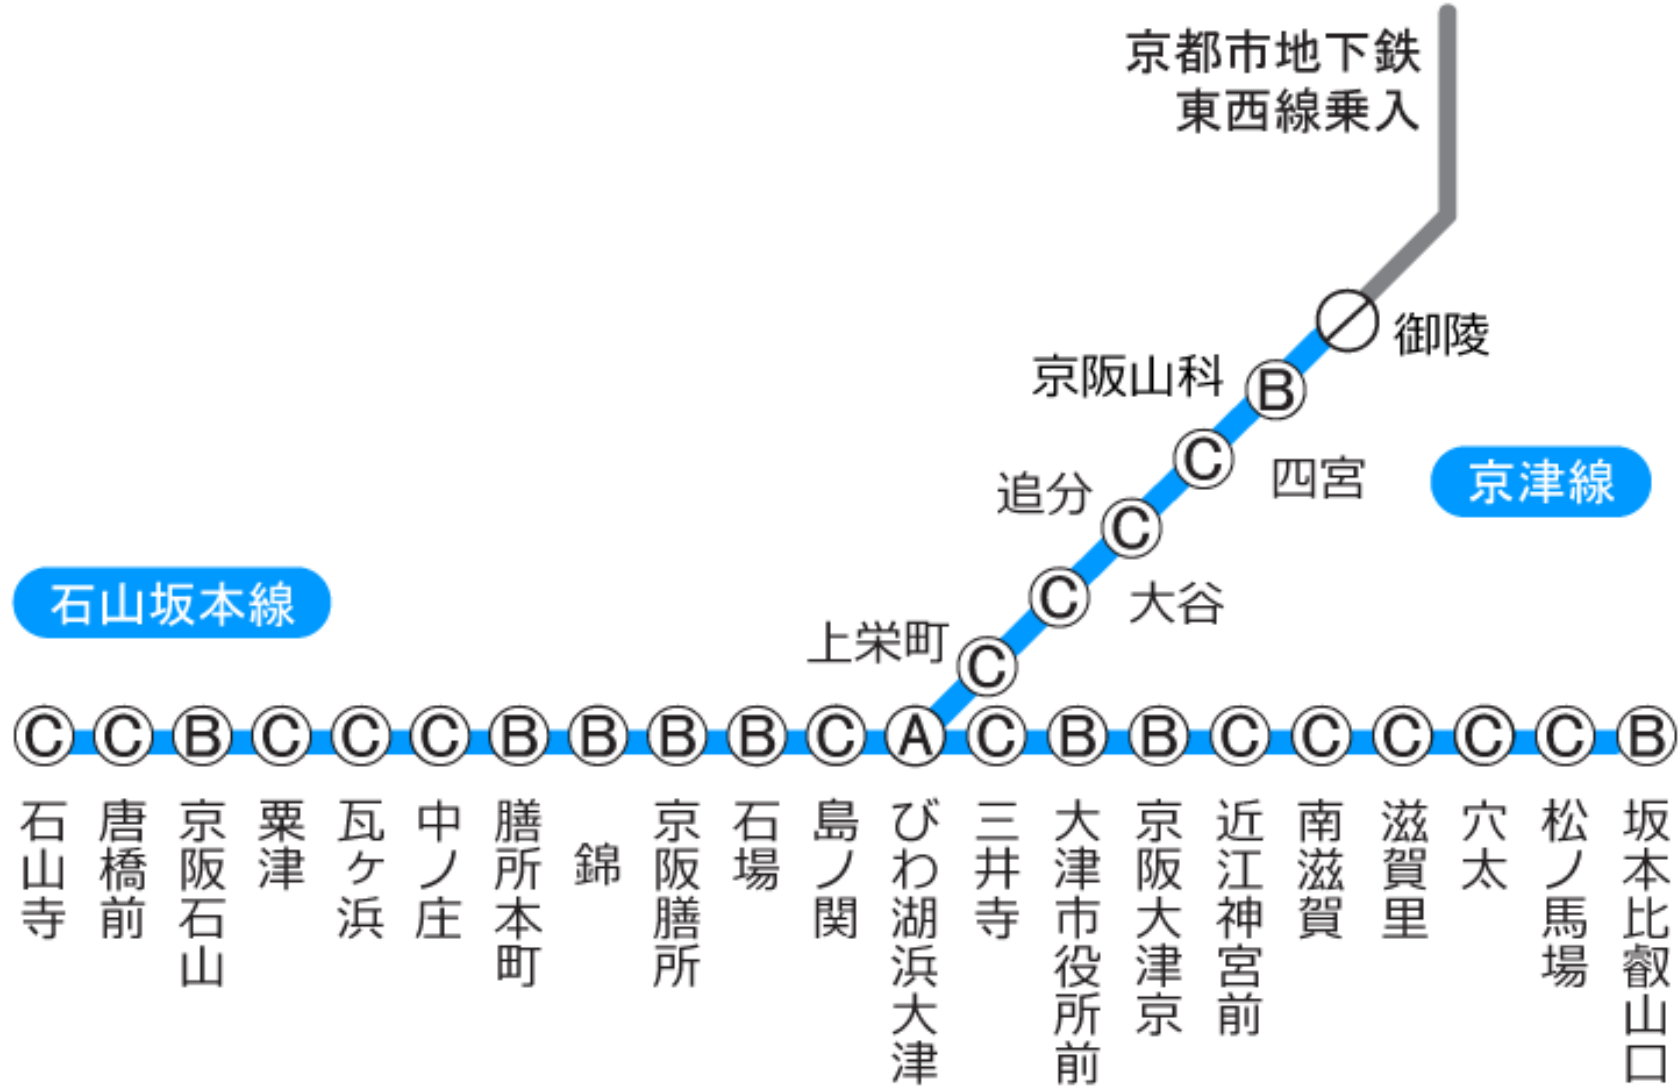 京都市地下鉄
東西線乗入
御陵
京阪山科
B
C
四宮
京津線
追分
C
C
大谷
石山坂本線
上栄町
C
C C B C C C B B B B C A C B B C C C C C B
石山寺
唐橋前
京阪石山
粟津
瓦ヶ浜
中ノ庄
膳所本町
錦
京阪膳所
石場
島ノ関
びわ湖浜大津
三井寺
大津市役所前
京阪大津京
近江神宮前
南滋賀
滋賀里
穴太
松ノ馬場
坂本比叡山口